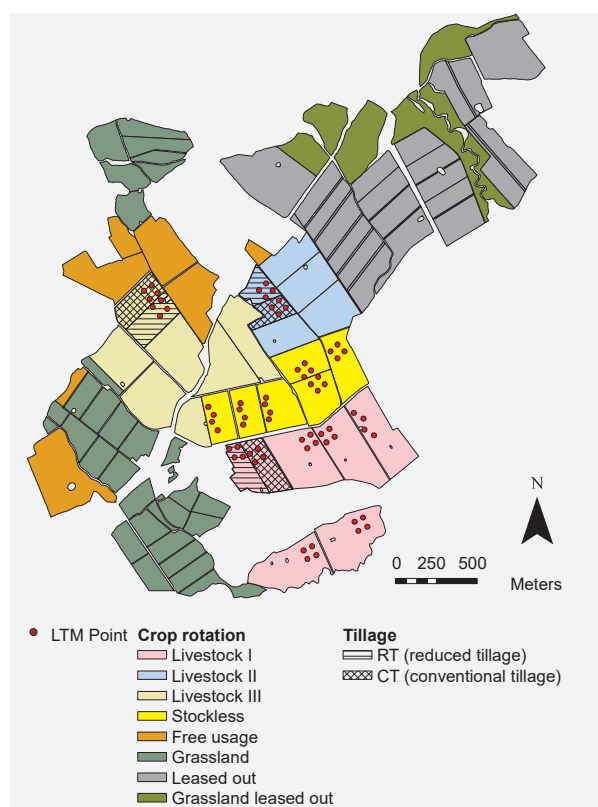 N
0 250 500
Meters
LTM Point
Crop rotation
Livestock I
Livestock II
Livestock III
Stockless
Free usage
Grassland
Leased out
Grassland leased out
Tillage
RT (reduced tillage)
CT (conventional tillage)